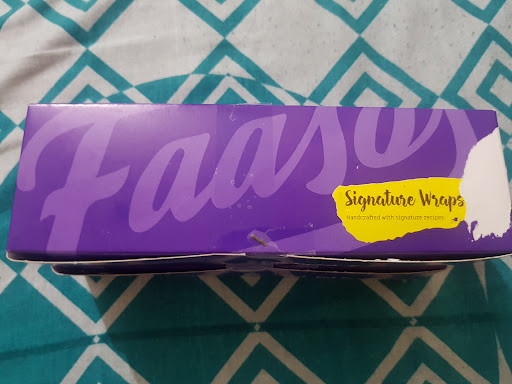 Faasos
Signature Wraps
Handcrafted with signature recipes